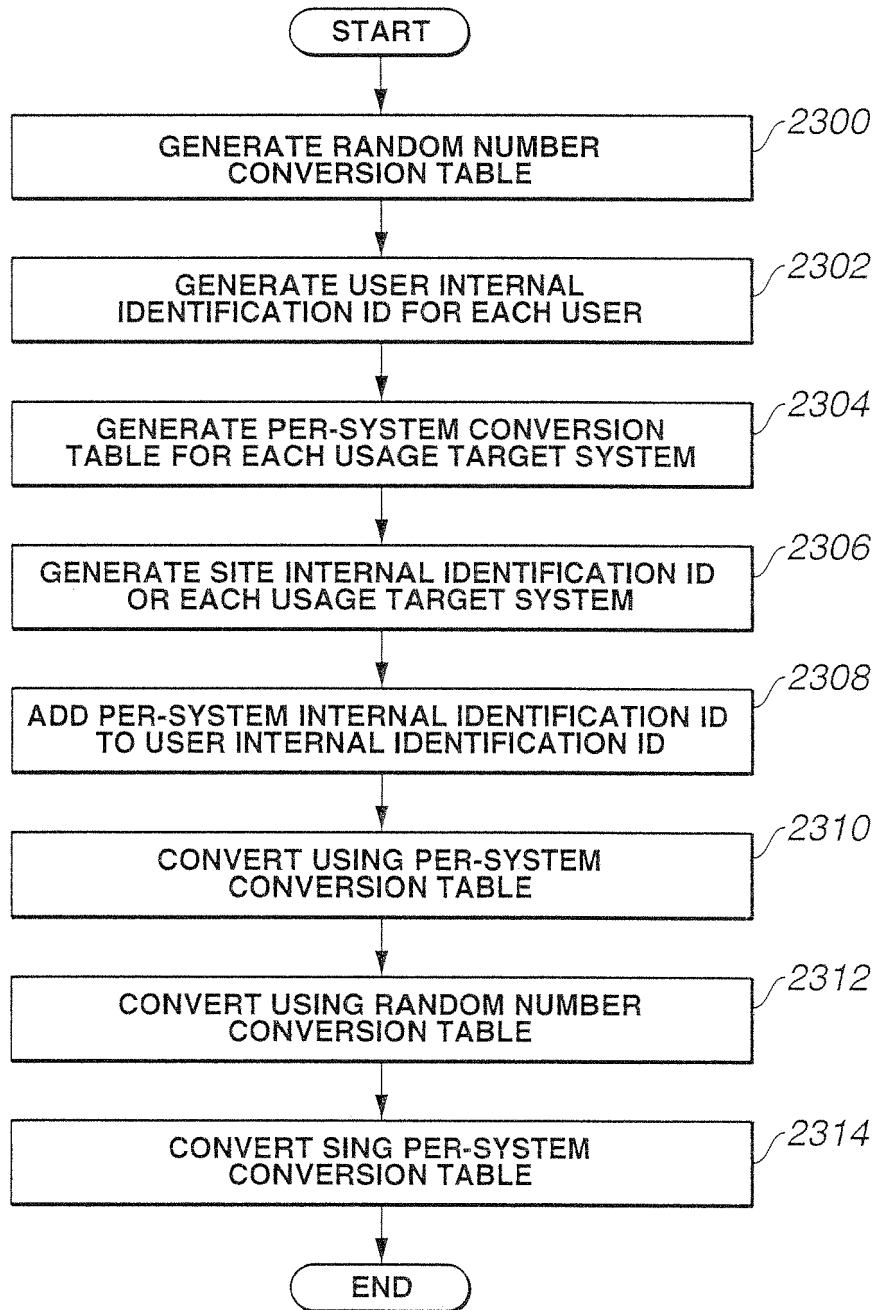 START
GENERATE RANDOM NUMBER
CONVERSION TABLE
2300
GENERATE USER INTERNAL
IDENTIFICATION ID FOR EACH USER
2302
GENERATE PER-SYSTEM CONVERSION
TABLE FOR EACH USAGE TARGET SYSTEM
2304
GENERATE SITE INTERNAL IDENTIFICATION ID
OR EACH USAGE TARGET SYSTEM
2306
ADD PER-SYSTEM INTERNAL IDENTIFICATION ID
TO USER INTERNAL IDENTIFICATION ID
2308
CONVERT USING PER-SYSTEM
CONVERSION TABLE
2310
CONVERT USING RANDOM NUMBER
CONVERSION TABLE
2312
CONVERT SING PER-SYSTEM
CONVERSION TABLE
2314
END